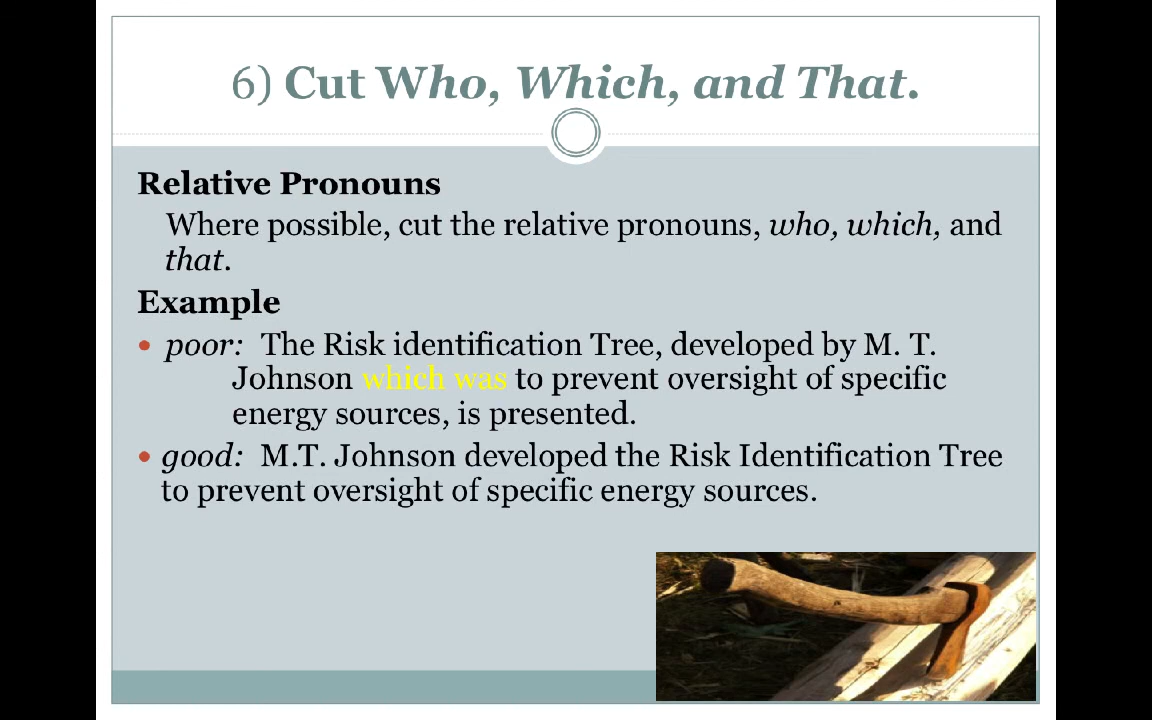 6) Cut Who, Which, and That.
Relative Pronouns
Where possible, cut the relative pronouns, who, which, and
that.
Example
• poor: The Risk identification Tree, developed by M. T.
Johnson which was to prevent oversight of specific
energy sources, is presented.
• good: M.T. Johnson developed the Risk Identification Tree
to prevent oversight of specific energy sources.